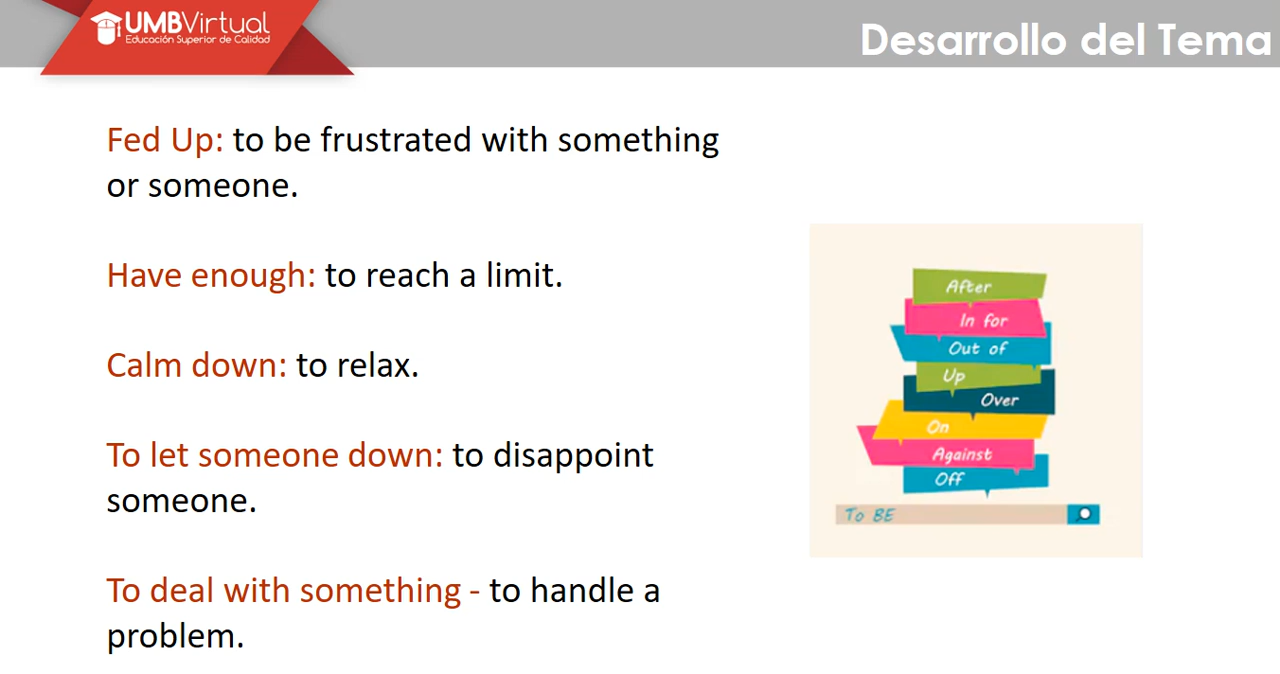 UMBVirtual
Educación Superior de Calidad
Desarrollo del Tema
Fed Up: to be frustrated with something
or someone.
Have enough: to reach a limit.
Calm down: to relax.
To let someone down: to disappoint
someone.
To deal with something - to handle a
problem.
After
In for
Out of
Up
Over
On
Against
Off
To BE